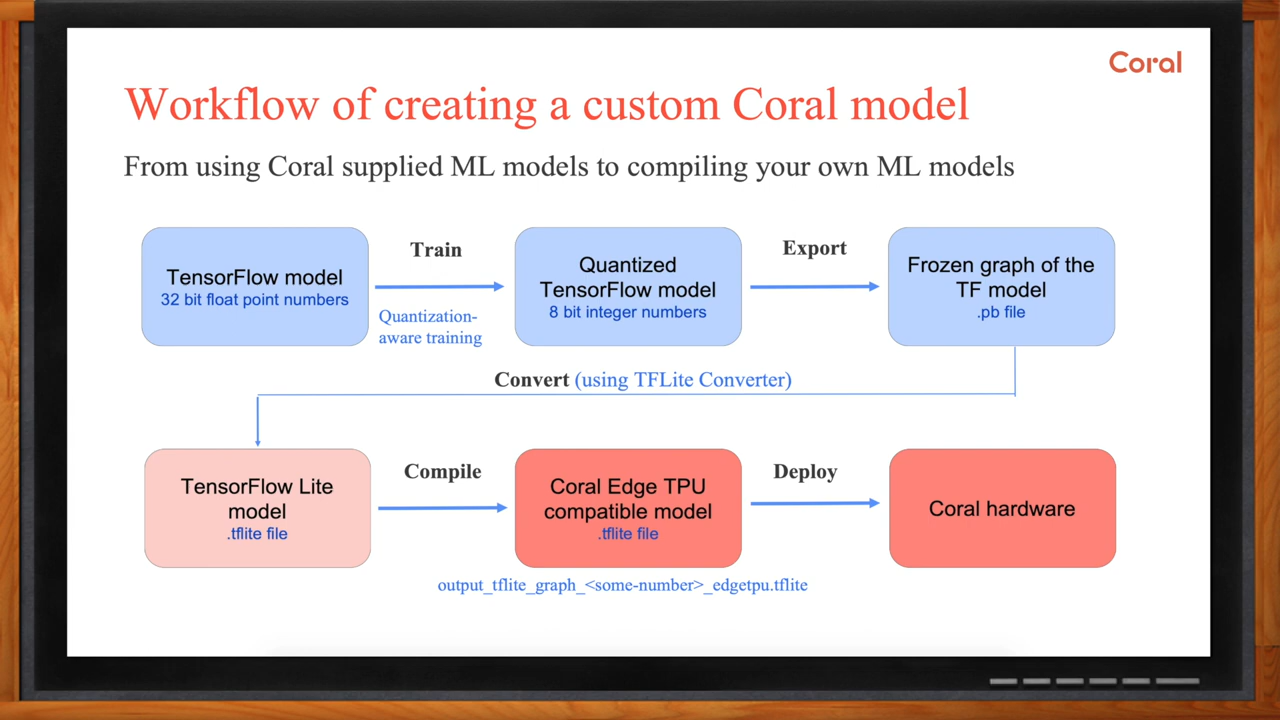 Coral
Workflow of creating a custom Coral model
From using Coral supplied ML models to compiling your own ML models
TensorFlow model
32 bit float point numbers
Train
Quantization-
aware training
Quantized
TensorFlow model
8 bit integer numbers
Export
Frozen graph of the
TF model
.pb file
Convert (using TFLite Converter)
TensorFlow Lite
model
.tflite file
Compile
Coral Edge TPU
compatible model
.tflite file
output_tflite_graph_<some-number>_edgetpu.tflite
Deploy
Coral hardware